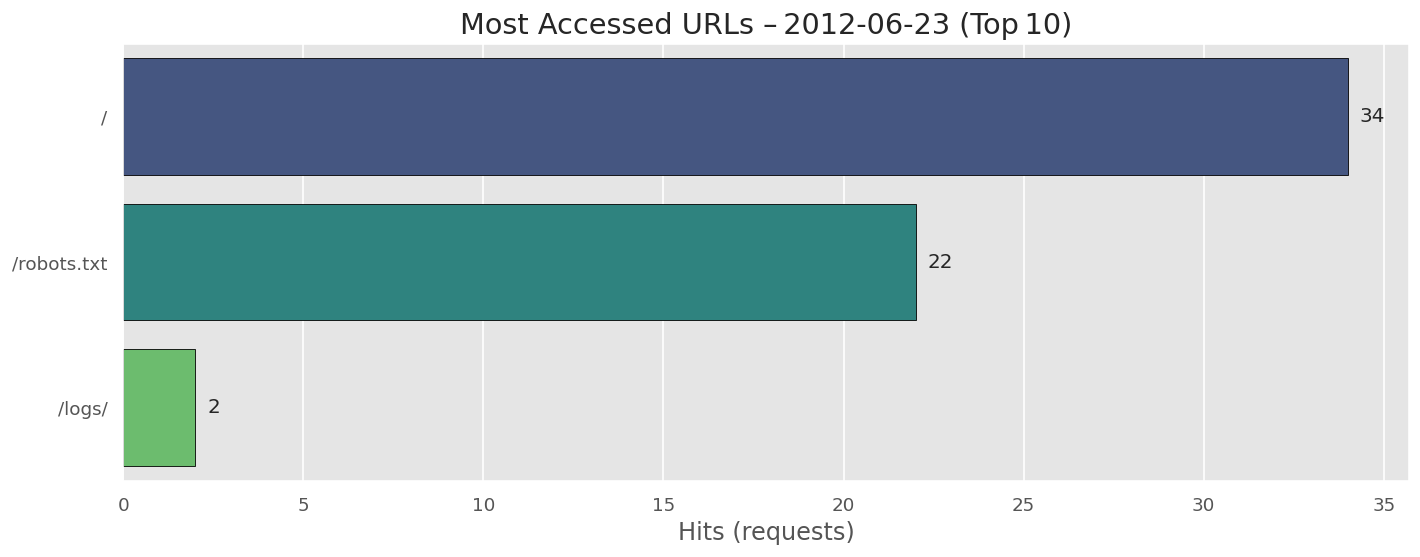 Most Accessed URLs – 2012-06-23 (Top 10)
/
34
/robots.txt
22
/logs/
2
0 5 10 15 20 25 30 35
Hits (requests)